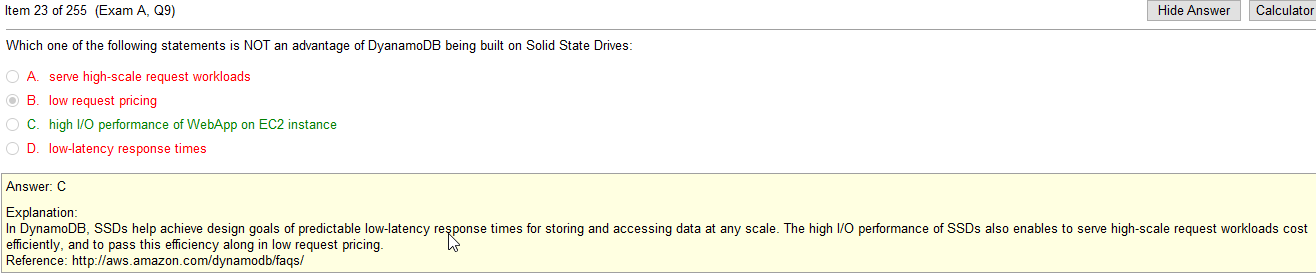 Item 23 of 255 (Exam A, Q9)
Hide Answer
Calculator
Which one of the following statements is NOT an advantage of DyanamoDB being built on Solid State Drives:
A. serve high-scale request workloads
B. low request pricing
C. high I/O performance of WebApp on EC2 instance
D. low-latency response times
Answer: C
Explanation:
In DynamoDB, SSDs help achieve design goals of predictable low-latency response times for storing and accessing data at any scale. The high I/O performance of SSDs also enables to serve high-scale request workloads cost
efficiently, and to pass this efficiency along in low request pricing.
Reference: http://aws.amazon.com/dynamodb/faqs/